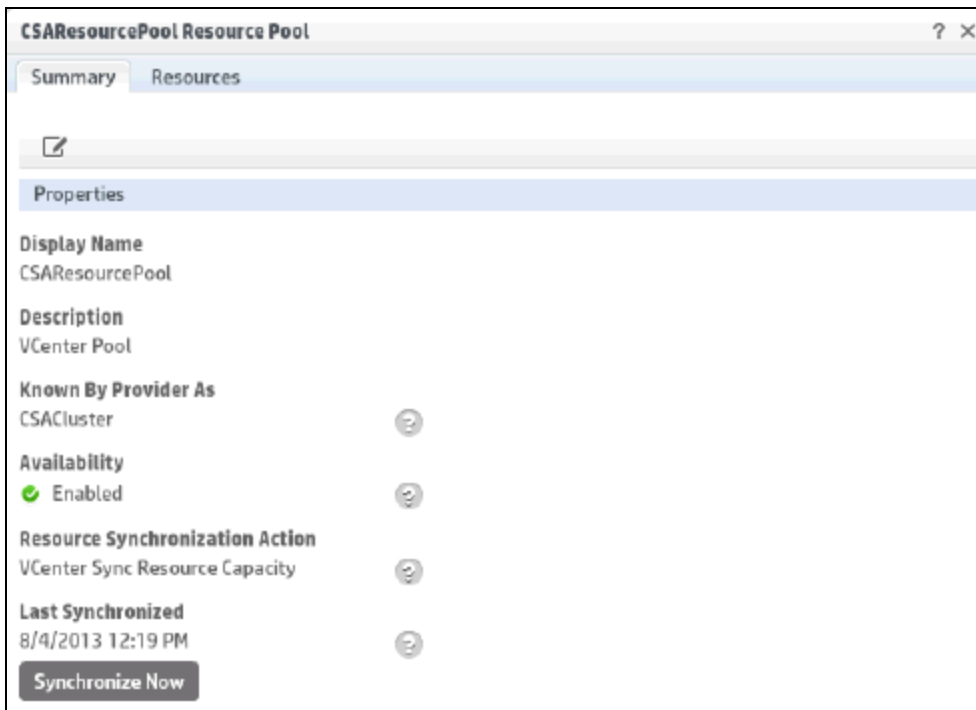 CSAResourcePool Resource Pool ? ×
Summary Resources
Properties
Display Name
CSAResourcePool
Description
VCenter Pool
Known By Provider As
CSACluster ?
Availability
Enabled ?
Resource Synchronization Action
VCenter Sync Resource Capacity ?
Last Synchronized
8/4/2013 12:19 PM ?
Synchronize Now